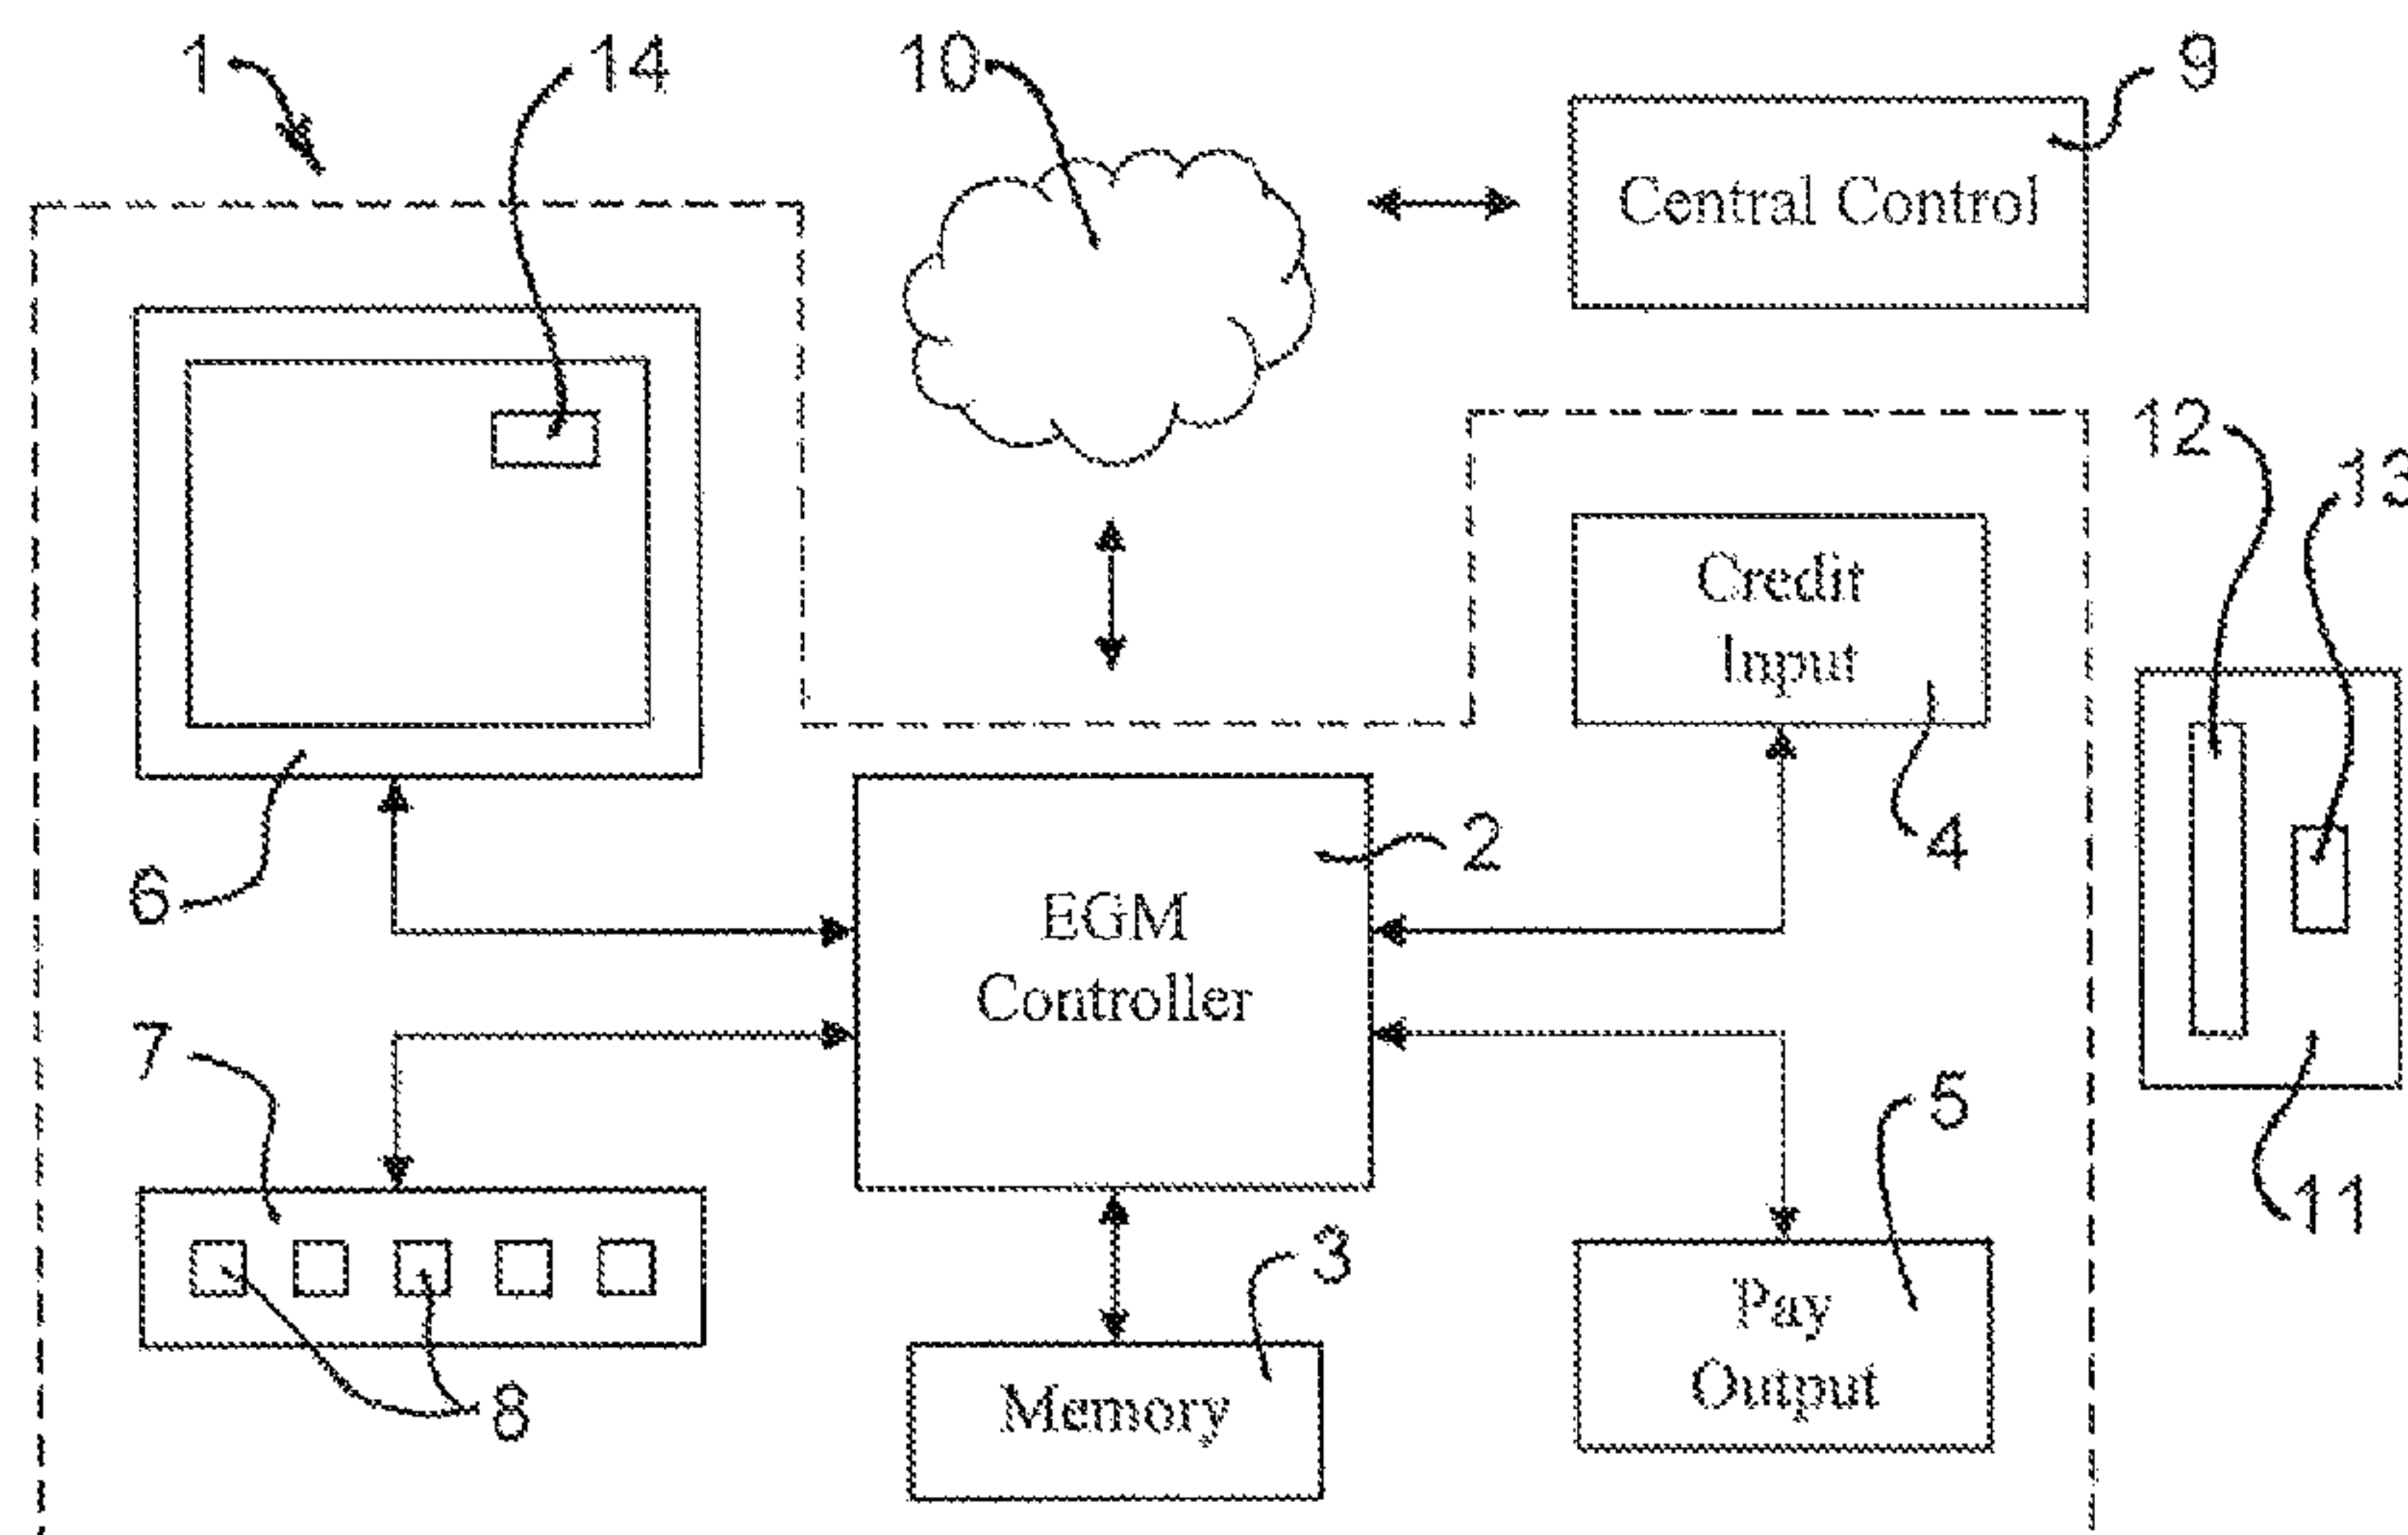 1
14
10
9
Central Control
12
13
Credit
Input
4
2
6
EGM
Controller
7
5
11
3
Pay
Output
8
Memory